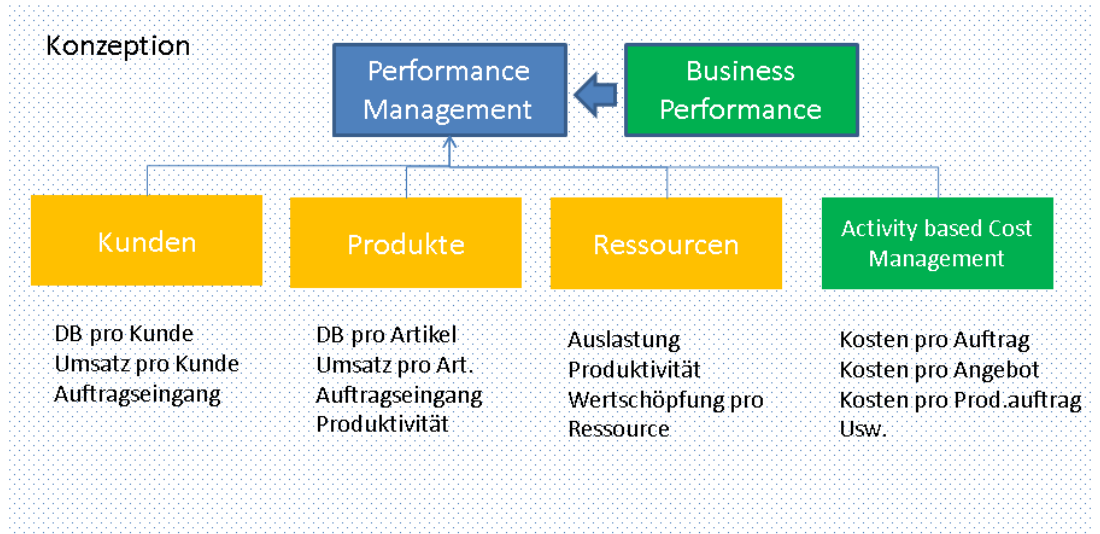 Konzeption
Performance
Management
Business
Performance
Kunden
Produkte
Ressourcen
Activity based Cost
Management
DB pro Kunde
Umsatz pro Kunde
Auftragseingang
DB pro Artikel
Umsatz pro Art.
Auftragseingang
Produktivität
Auslastung
Produktivität
Wertschöpfung pro
Ressource
Kosten pro Auftrag
Kosten pro Angebot
Kosten pro Prod.auftrag
Usw.